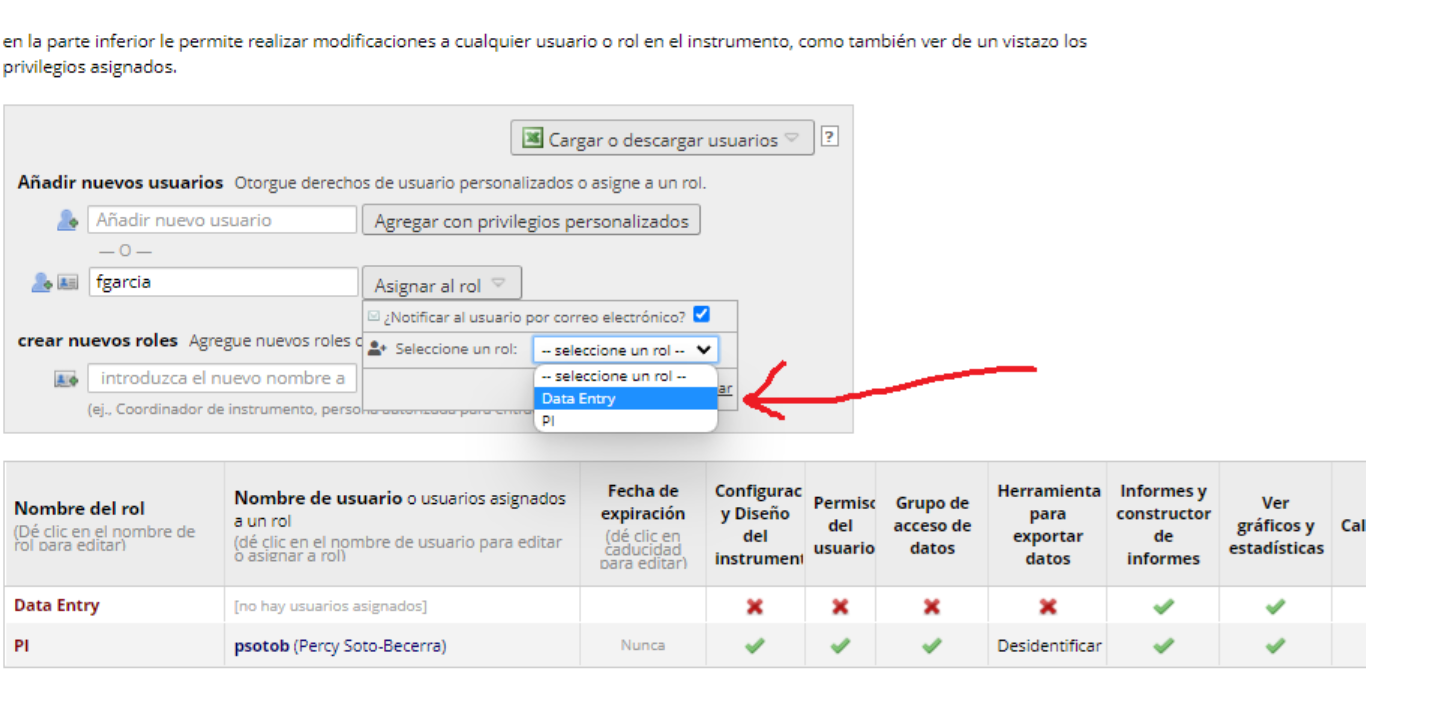 en la parte inferior le permite realizar modificaciones a cualquier usuario o rol en el instrumento, como también ver de un vistazo los
privilegios asignados.
Cargar o descargar usuarios
?
Añadir nuevos usuarios Otorgue derechos de usuario personalizados o asigne a un rol.
Añadir nuevo usuario
Agregar con privilegios personalizados
— O —
fgarcia
Asignar al rol
¿Notificar al usuario por correo electrónico?
crear nuevos roles Agregue nuevos roles
Seleccione un rol:
-- seleccione un rol --
-- seleccione un rol --
Data Entry
PI
introduzca el nuevo nombre a
(ej., Coordinador de instrumento,
Nombre del rol
(Dé clic en el nombre de
rol para editar)
Nombre de usuario o usuarios asignados
a un rol
(dé clic en el nombre de usuario para editar
o asignar a rol)
Fecha de
expiración
(dé clic en
caducidad
para editar)
Configurac
y Diseño
del
instrument
Permiso
del
usuario
Grupo de
acceso de
datos
Herramienta
para
exportar
datos
Informes y
constructor
de
informes
Ver
gráficos y
estadísticas
Cal
Data Entry
[no hay usuarios asignados]
PI
psotob (Percy Soto-Becerra)
Nunca
Desidentificar